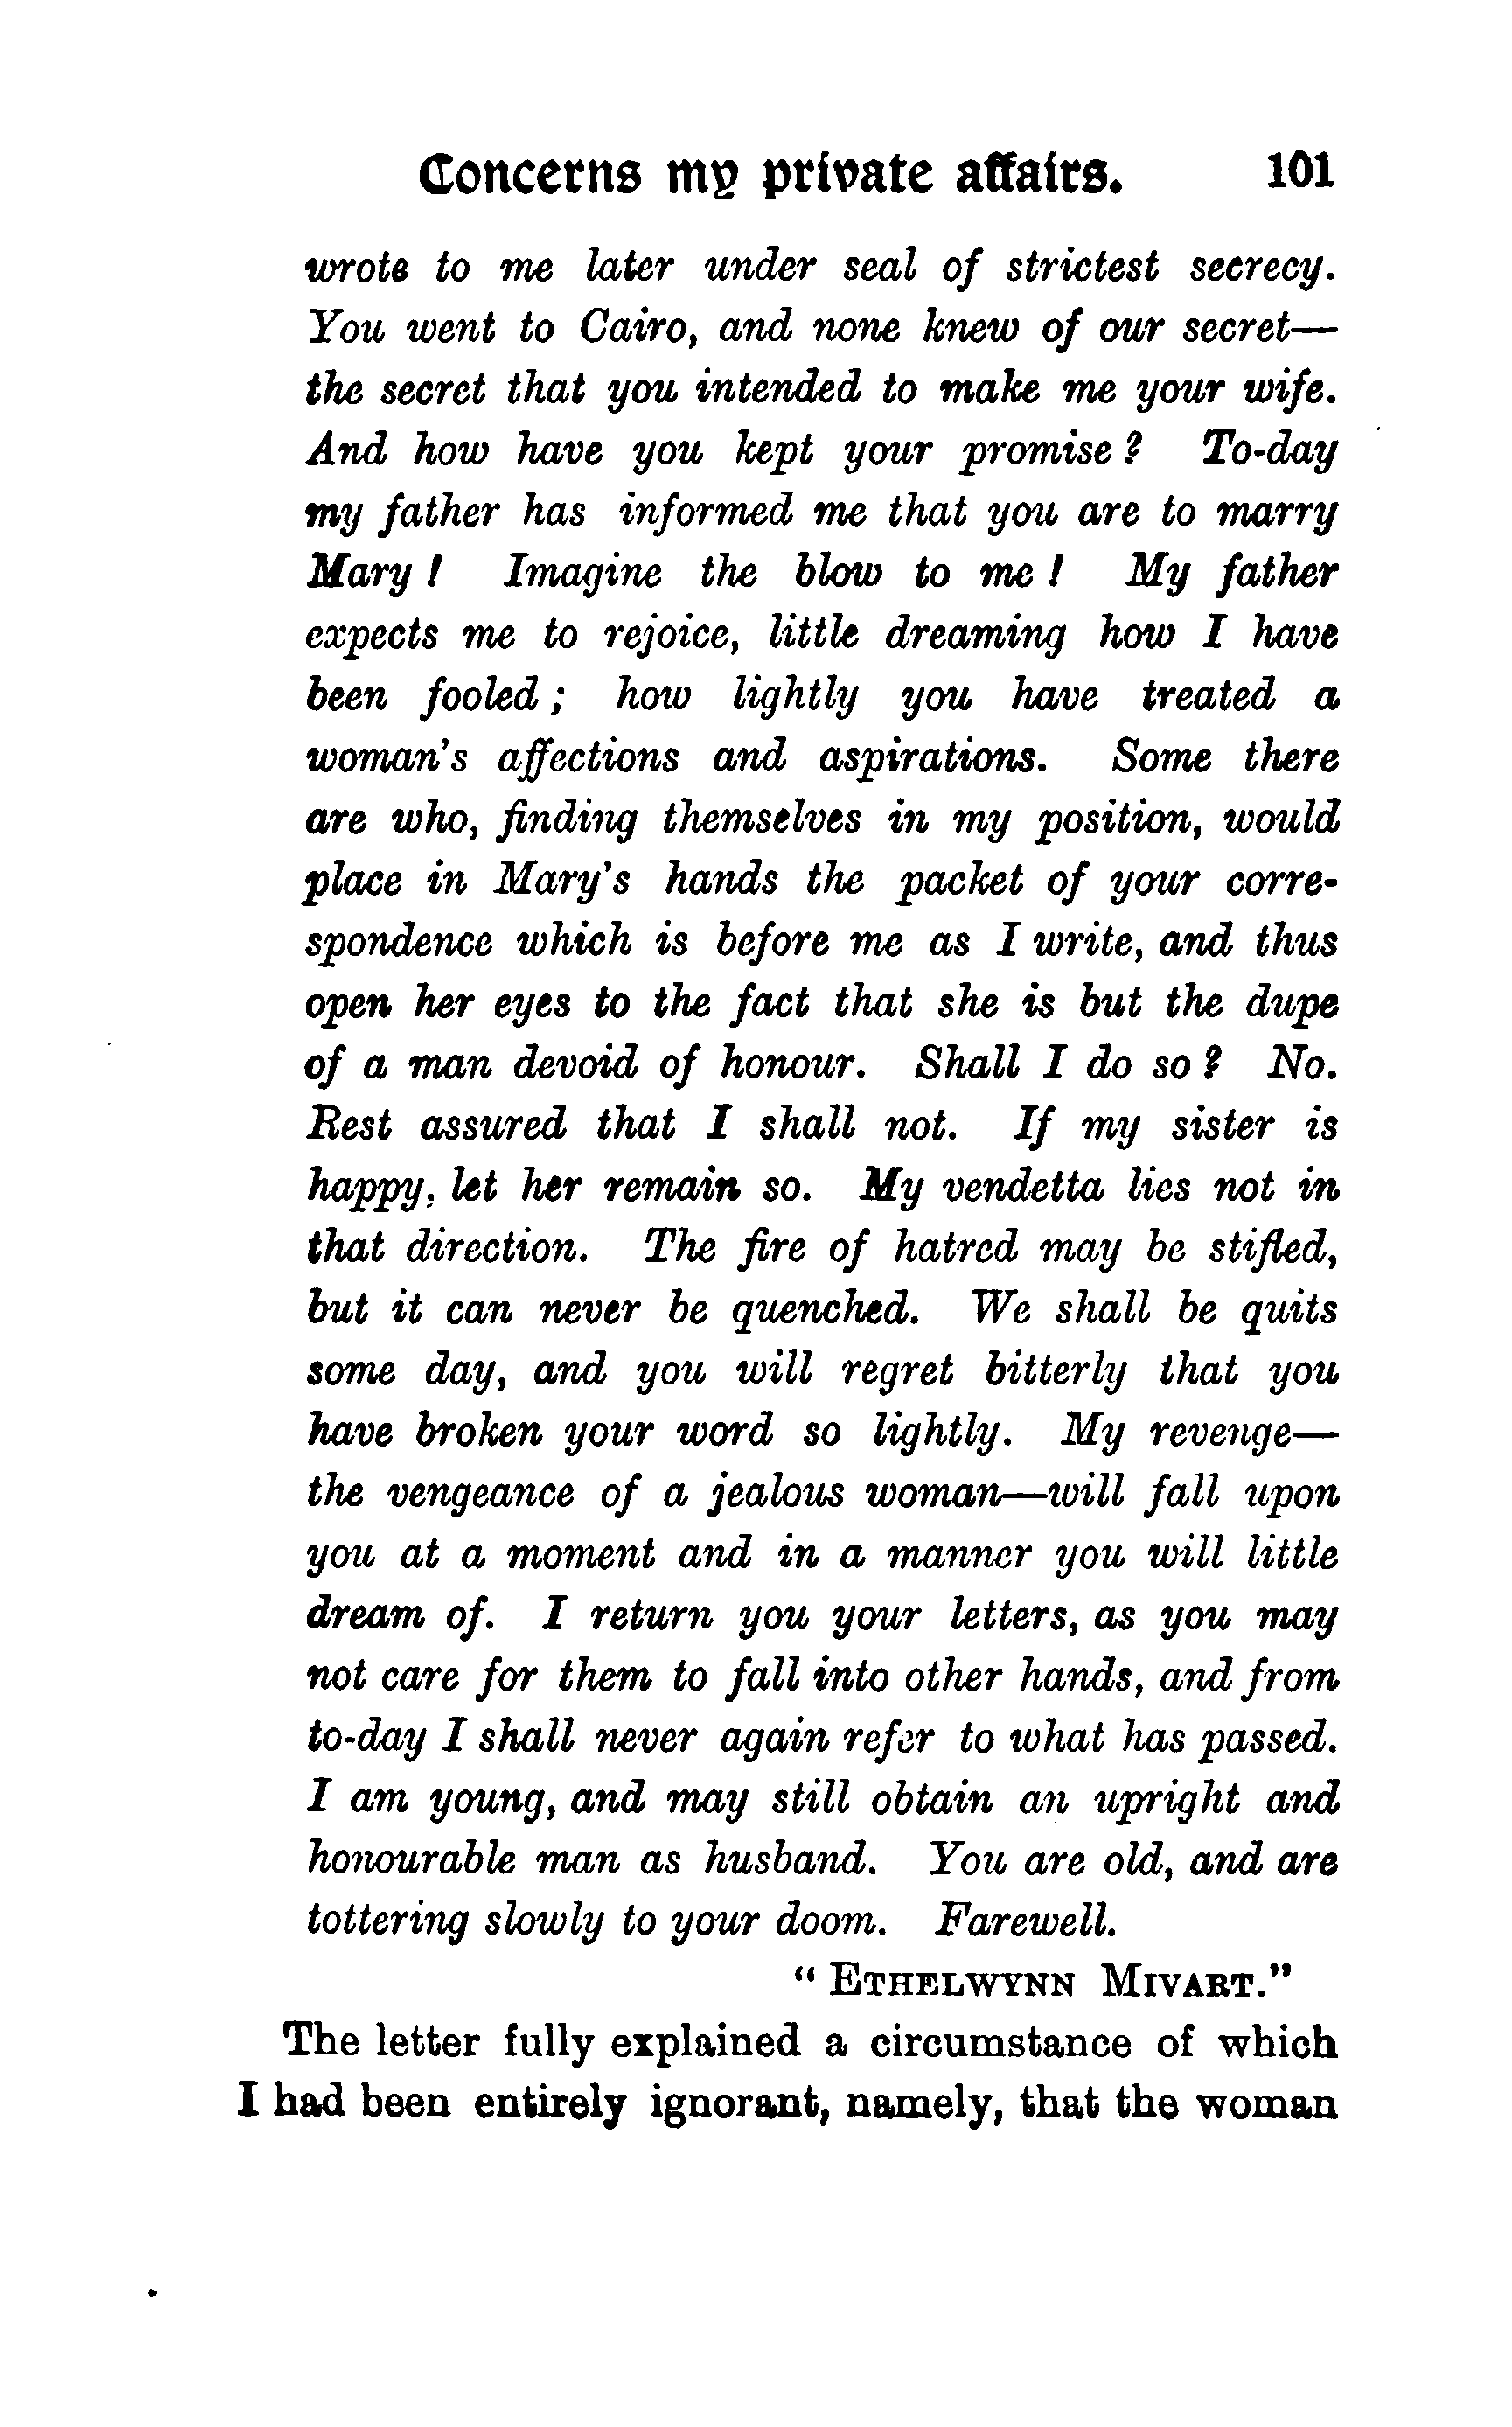 Concerns my private affairs. 101
wrote to me later under seal of strictest secrecy.
You went to Cairo, and none knew of our secret—
the secret that you intended to make me your wife.
And how have you kept your promise? To-day
my father has informed me that you are to marry
Mary! Imagine the blow to me! My father
expects me to rejoice, little dreaming how I have
been fooled; how lightly you have treated a
woman's affections and aspirations. Some there
are who, finding themselves in my position, would
place in Mary's hands the packet of your corre-
spondence which is before me as I write, and thus
open her eyes to the fact that she is but the dupe
of a man devoid of honour. Shall I do so? No.
Rest assured that I shall not. If my sister is
happy, let her remain so. My vendetta lies not in
that direction. The fire of hatred may be stifled,
but it can never be quenched. We shall be quits
some day, and you will regret bitterly that you
have broken your word so lightly. My revenge—
the vengeance of a jealous woman—will fall upon
you at a moment and in a manner you will little
dream of. I return you your letters, as you may
not care for them to fall into other hands, and from
to-day I shall never again refer to what has passed.
I am young, and may still obtain an upright and
honourable man as husband. You are old, and are
tottering slowly to your doom. Farewell.
"ETHELWYNN MIVART."
The letter fully explained a circumstance of which
I had been entirely ignorant, namely, that the woman